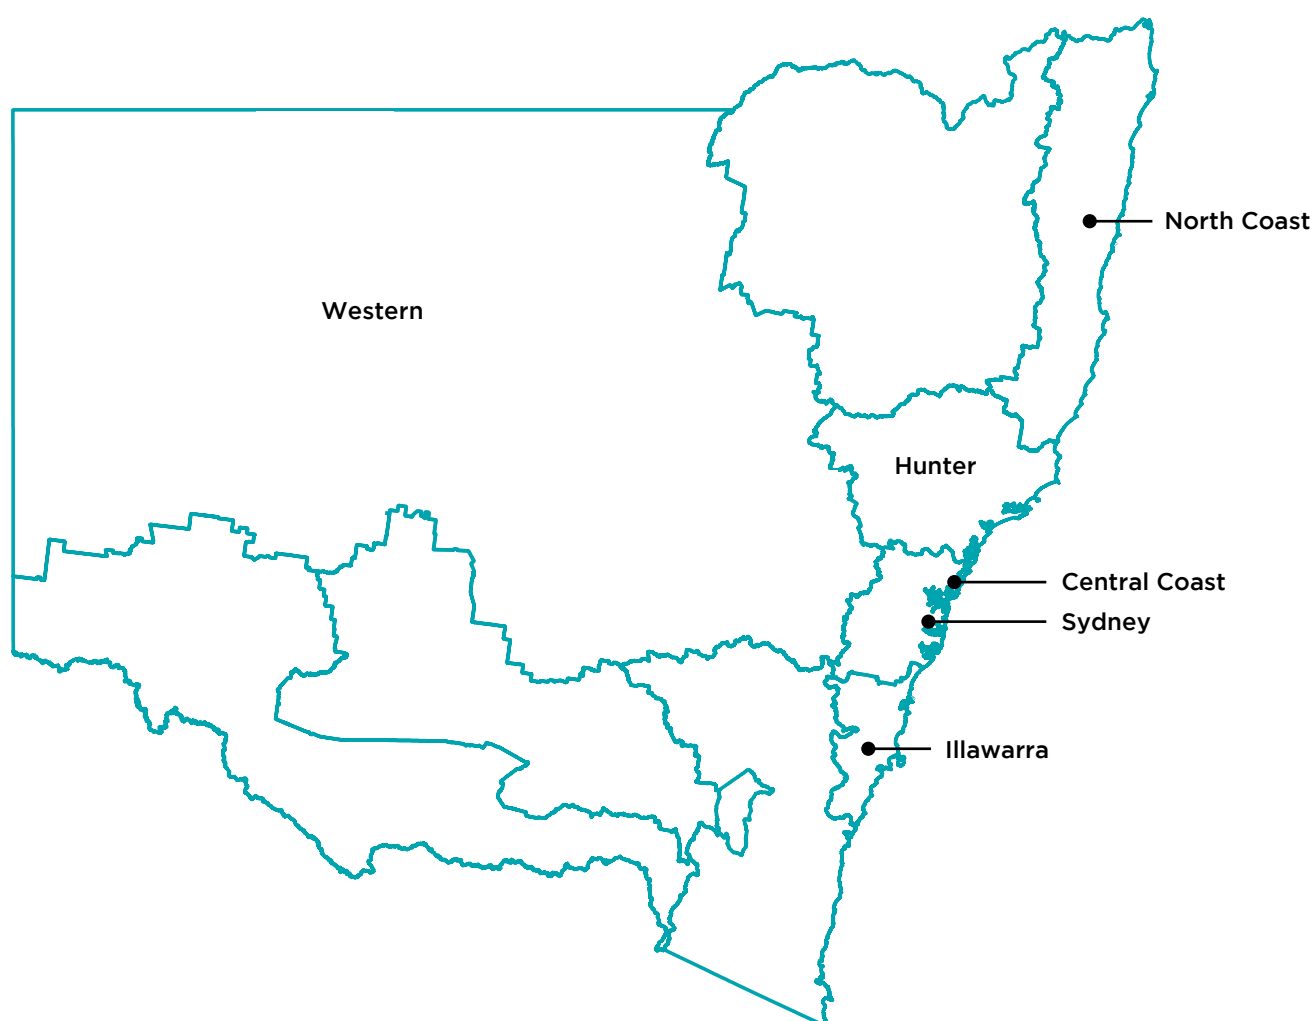 North Coast
Western
Hunter
Central Coast
Sydney
Illawarra